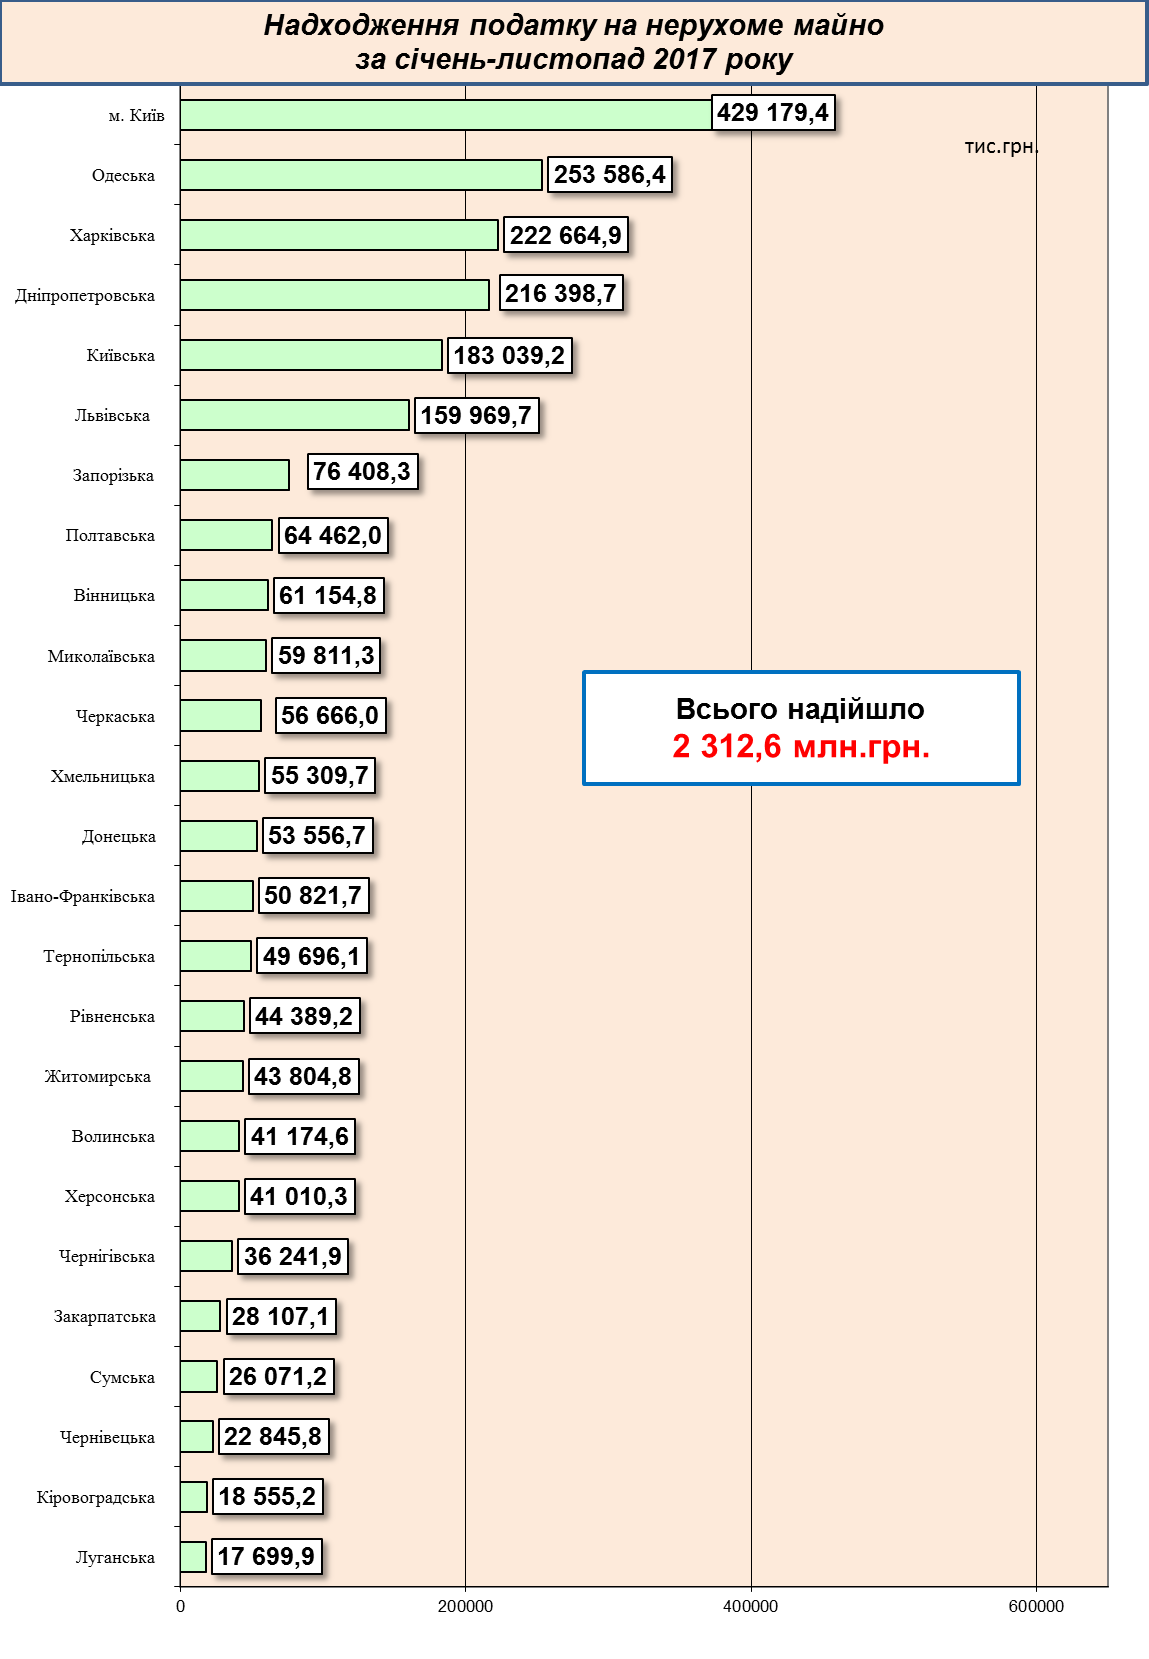 Надходження податку на нерухоме майно
за січень-листопад 2017 року
м. Київ 429 179,4
тис.грн.
Одеська 253 586,4
Харківська 222 664,9
Дніпропетровська 216 398,7
Київська 183 039,2
Львівська 159 969,7
Запорізька 76 408,3
Полтавська 64 462,0
Вінницька 61 154,8
Миколаївська 59 811,3
Черкаська 56 666,0
Всього надійшло
2 312,6 млн.грн.
Хмельницька 55 309,7
Донецька 53 556,7
Івано-Франківська 50 821,7
Тернопільська 49 696,1
Рівненська 44 389,2
Житомирська 43 804,8
Волинська 41 174,6
Херсонська 41 010,3
Чернігівська 36 241,9
Закарпатська 28 107,1
Сумська 26 071,2
Чернівецька 22 845,8
Кіровоградська 18 555,2
Луганська 17 699,9
0 200000 400000 600000